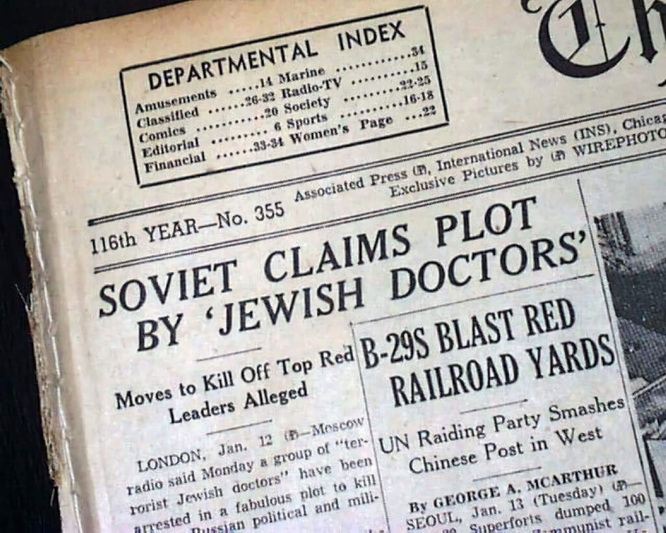 DEPARTMENTAL INDEX
Amusements .....14 Marine ..........34
Classified .......26-32 Radio-TV ..........15
Comics ..........20 Society ..........22-25
Editorial .......... 6 Sports ..........16-18
Financial ......33-34 Women's Page ...22
Th
116th YEAR—No. 355
Associated Press (AP), International News (INS), Chica
Exclusive Pictures by (AP) WIREPHOTO
SOVIET CLAIMS PLOT
BY 'JEWISH DOCTORS'
Moves to Kill Off Top Red
Leaders Alleged
LONDON, Jan. 12 (AP)—Moscow
radio said Monday a group of "ter-
rorist Jewish doctors" have been
arrested in a fabulous plot to kill
Russian political and mili-
B-29S BLAST RED
RAILROAD YARDS
UN Raiding Party Smashes
Chinese Post in West
By GEORGE A. MCARTHUR
SEOUL, Jan. 13 (Tuesday) (AP)—
Superforts dumped 100
mmunist rail-